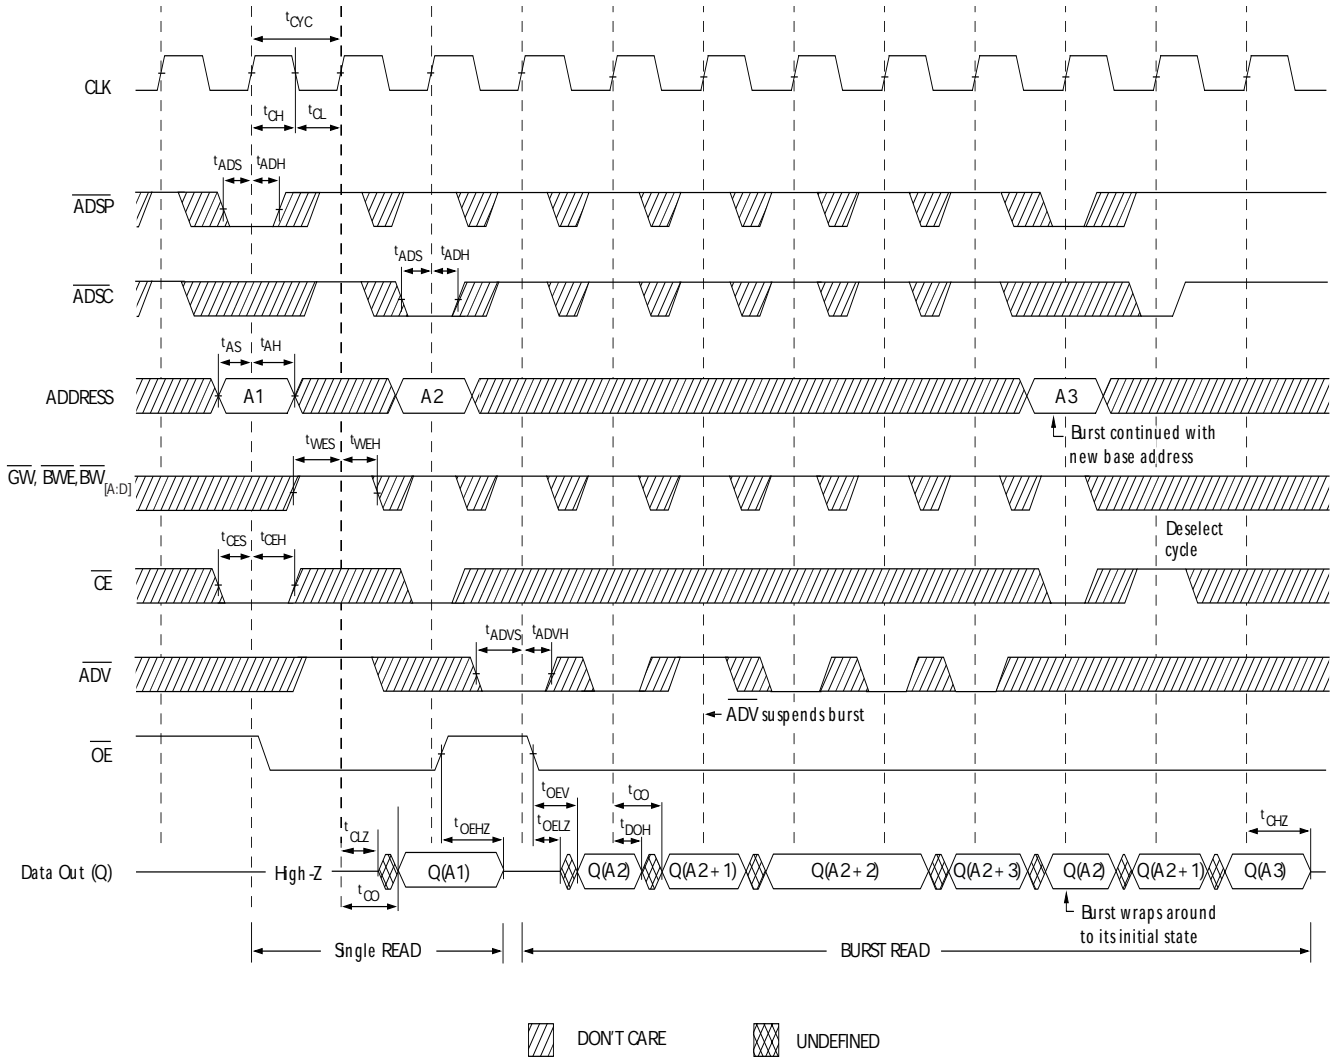 tCYC
CLK
tCH tCL
tADS tADH
ADSP
tADS tADH
ADSC
tAS tAH
ADDRESS A1 A2 A3
Burst continued with
new base address
tWES tWEH
GW, BWE,BW[A:D]
Deselect
cycle
tCES tCEH
CE
tADVS tADVH
ADV
ADV suspends burst
OE
tOEV tCO
tCLZ tOEHZ tOELZ tDOH tCHZ
Data Out (Q) High-Z Q(A1) Q(A2) Q(A2 + 1) Q(A2 + 2) Q(A2 + 3) Q(A2) Q(A2 + 1) Q(A3)
tCO
Burst wraps around
to its initial state
Single READ BURST READ
DON'T CARE UNDEFINED